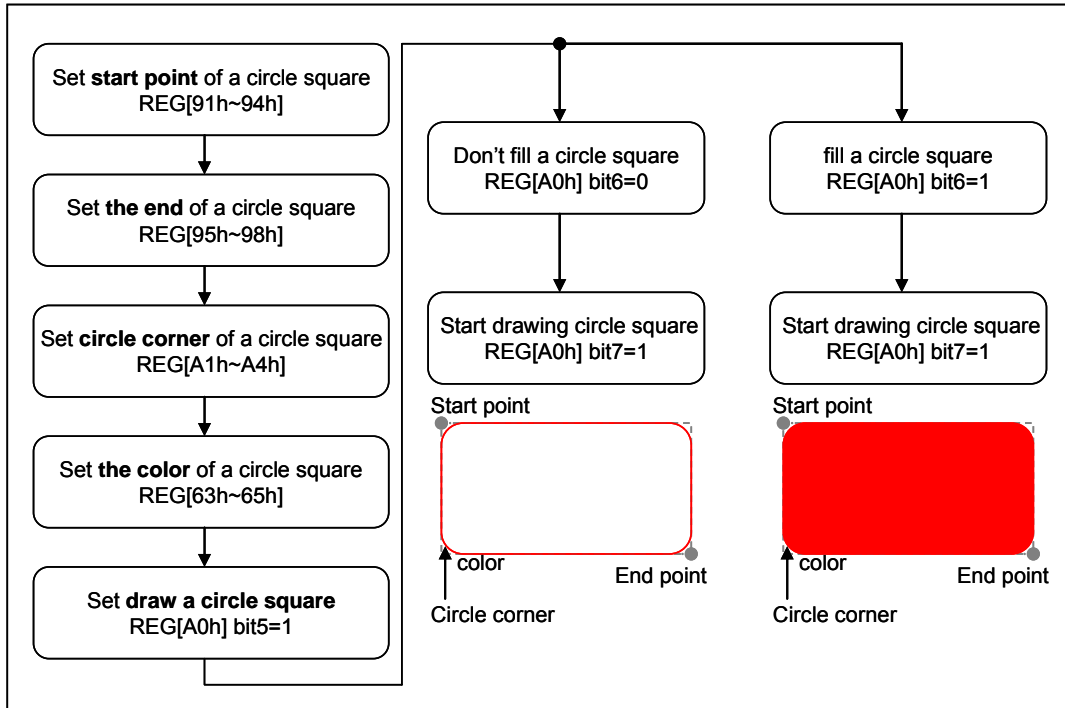 Set start point of a circle square
REG[91h~94h]
Set the end of a circle square
REG[95h~98h]
Set circle corner of a circle square
REG[A1h~A4h]
Set the color of a circle square
REG[63h~65h]
Set draw a circle square
REG[A0h] bit5=1
Don't fill a circle square
REG[A0h] bit6=0
Start drawing circle square
REG[A0h] bit7=1
Start point
color
End point
Circle corner
fill a circle square
REG[A0h] bit6=1
Start drawing circle square
REG[A0h] bit7=1
Start point
color
End point
Circle corner